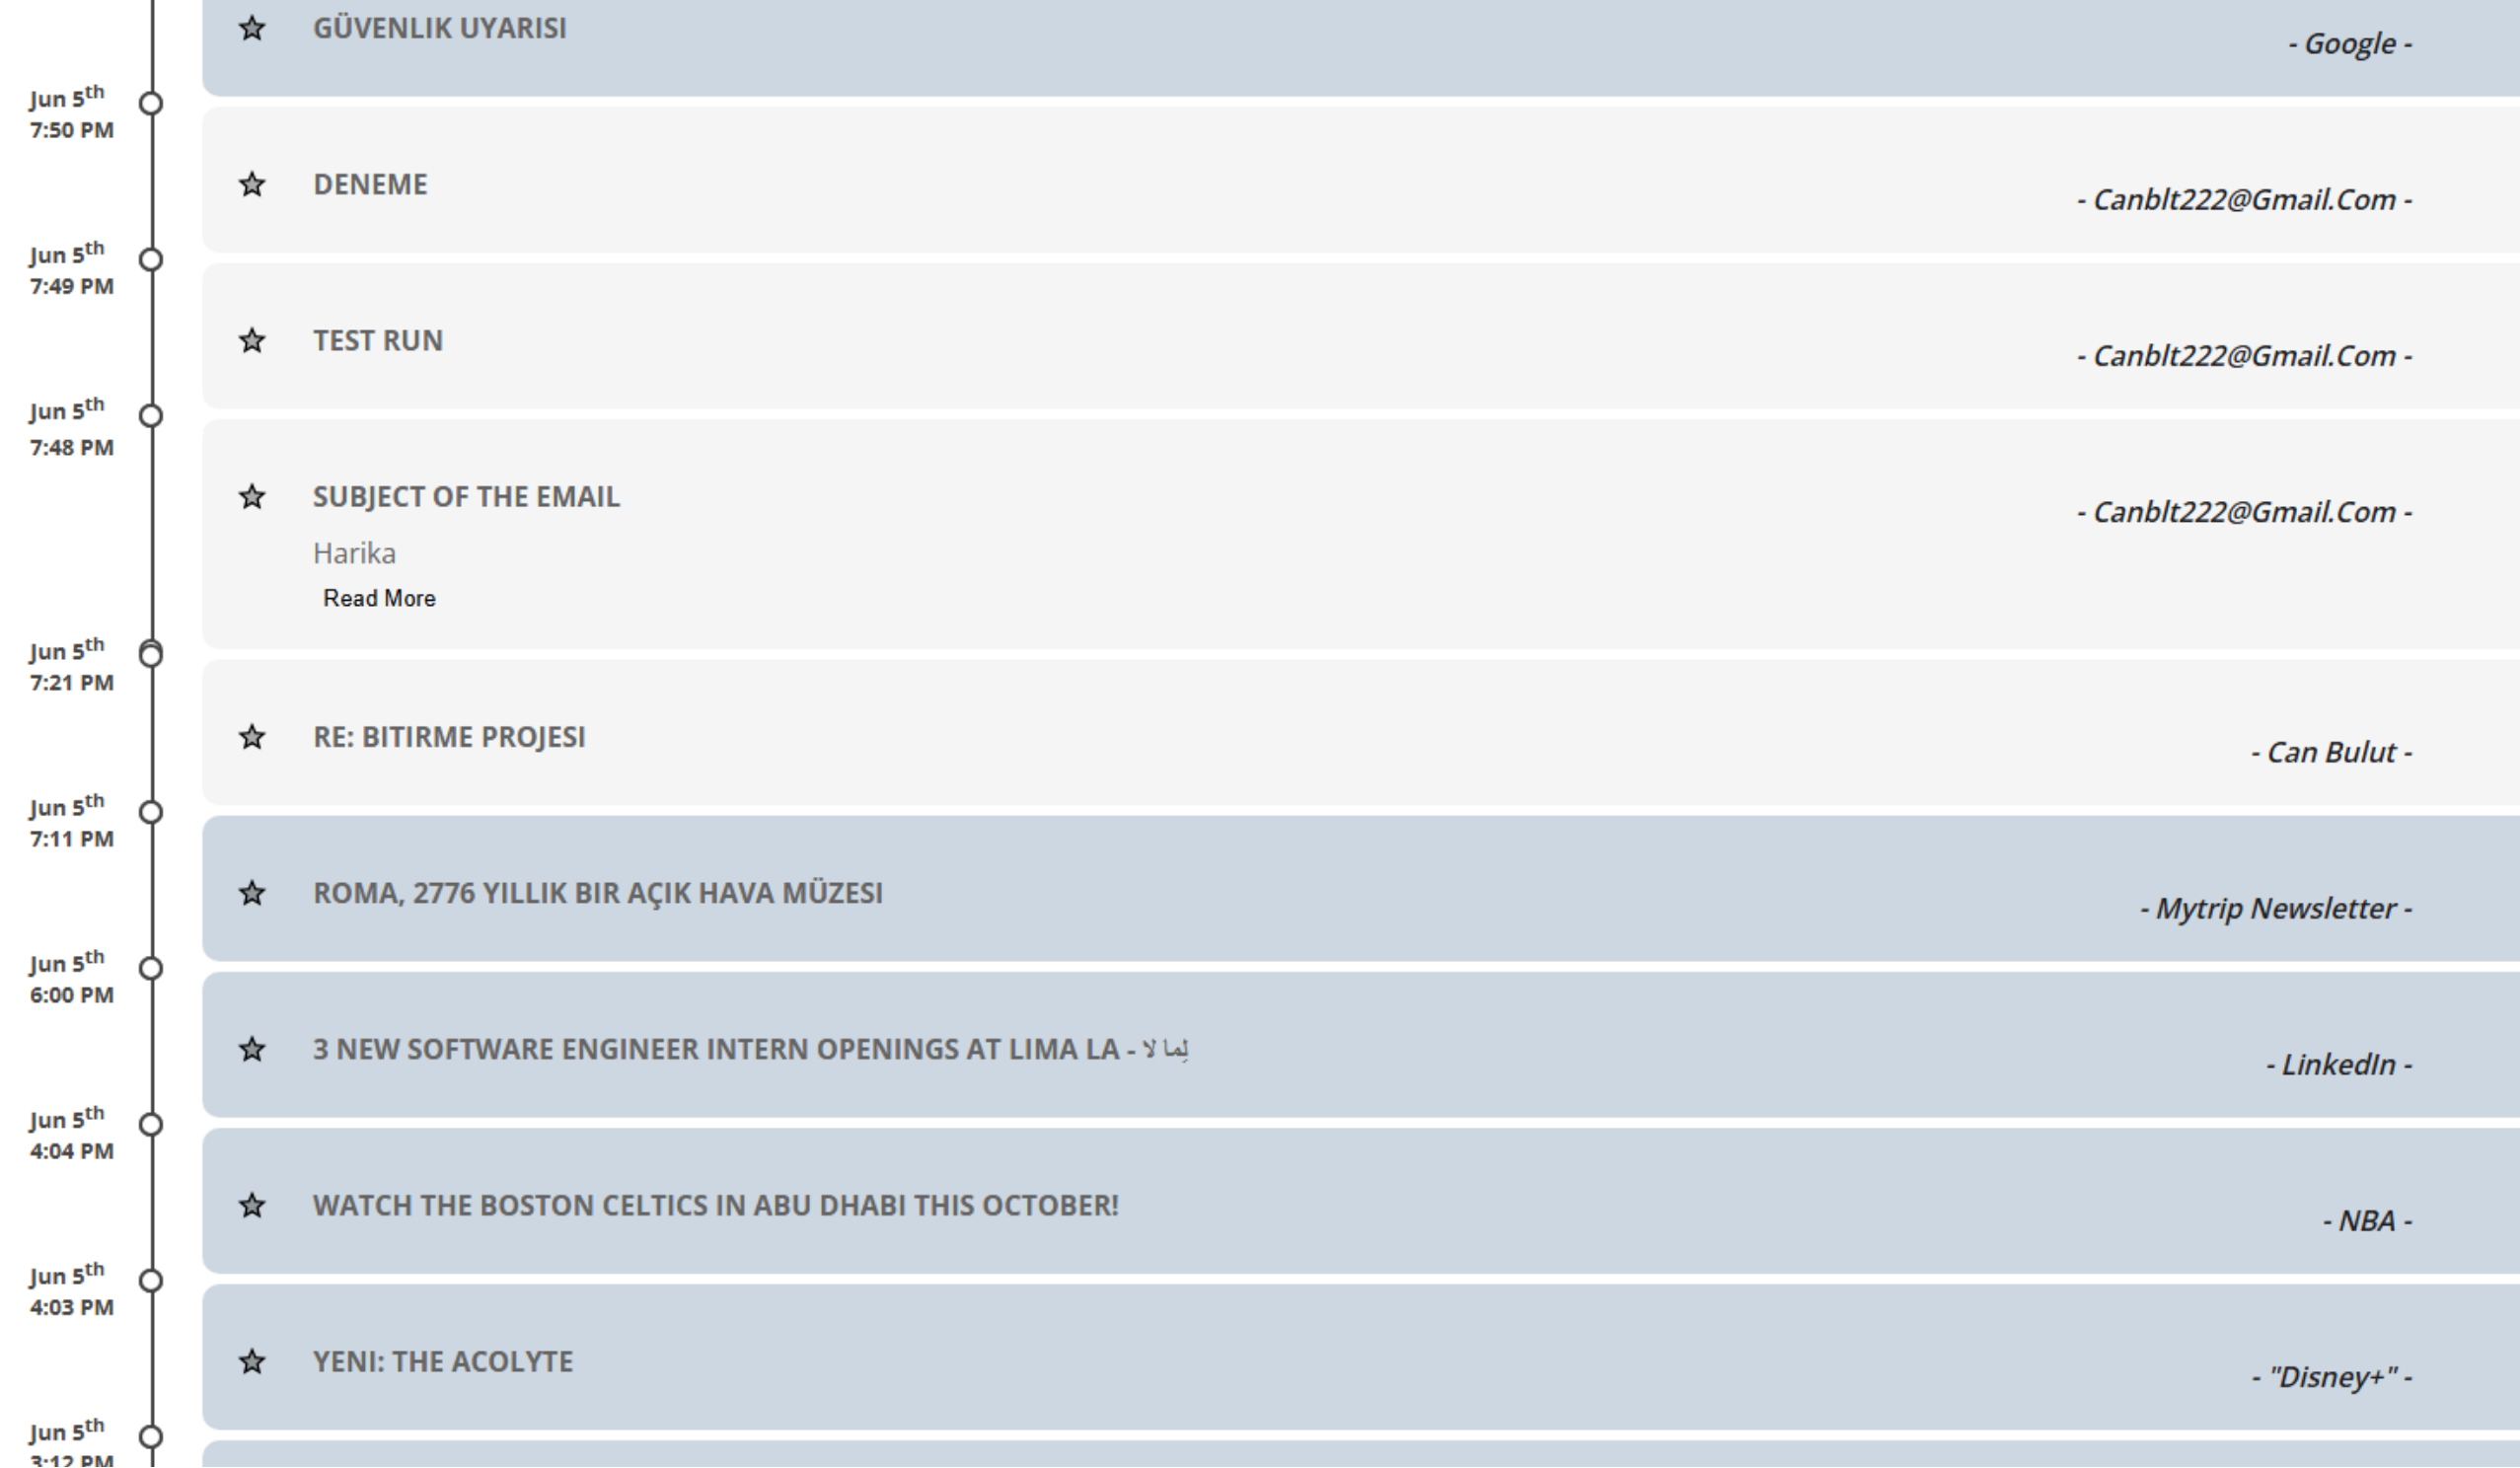 GÜVENLIK UYARISI
- Google -
Jun 5th
7:50 PM
DENEME
- Canblt222@Gmail.Com -
Jun 5th
7:49 PM
TEST RUN
- Canblt222@Gmail.Com -
Jun 5th
7:48 PM
SUBJECT OF THE EMAIL
- Canblt222@Gmail.Com -
Harika
Read More
Jun 5th
7:21 PM
RE: BITIRME PROJESI
- Can Bulut -
Jun 5th
7:11 PM
ROMA, 2776 YILLIK BIR AÇIK HAVA MÜZESI
- Mytrip Newsletter -
Jun 5th
6:00 PM
3 NEW SOFTWARE ENGINEER INTERN OPENINGS AT LIMA LA - لِما لا
- LinkedIn -
Jun 5th
4:04 PM
WATCH THE BOSTON CELTICS IN ABU DHABI THIS OCTOBER!
- NBA -
Jun 5th
4:03 PM
YENI: THE ACOLYTE
- "Disney+" -
Jun 5th
3:12 PM